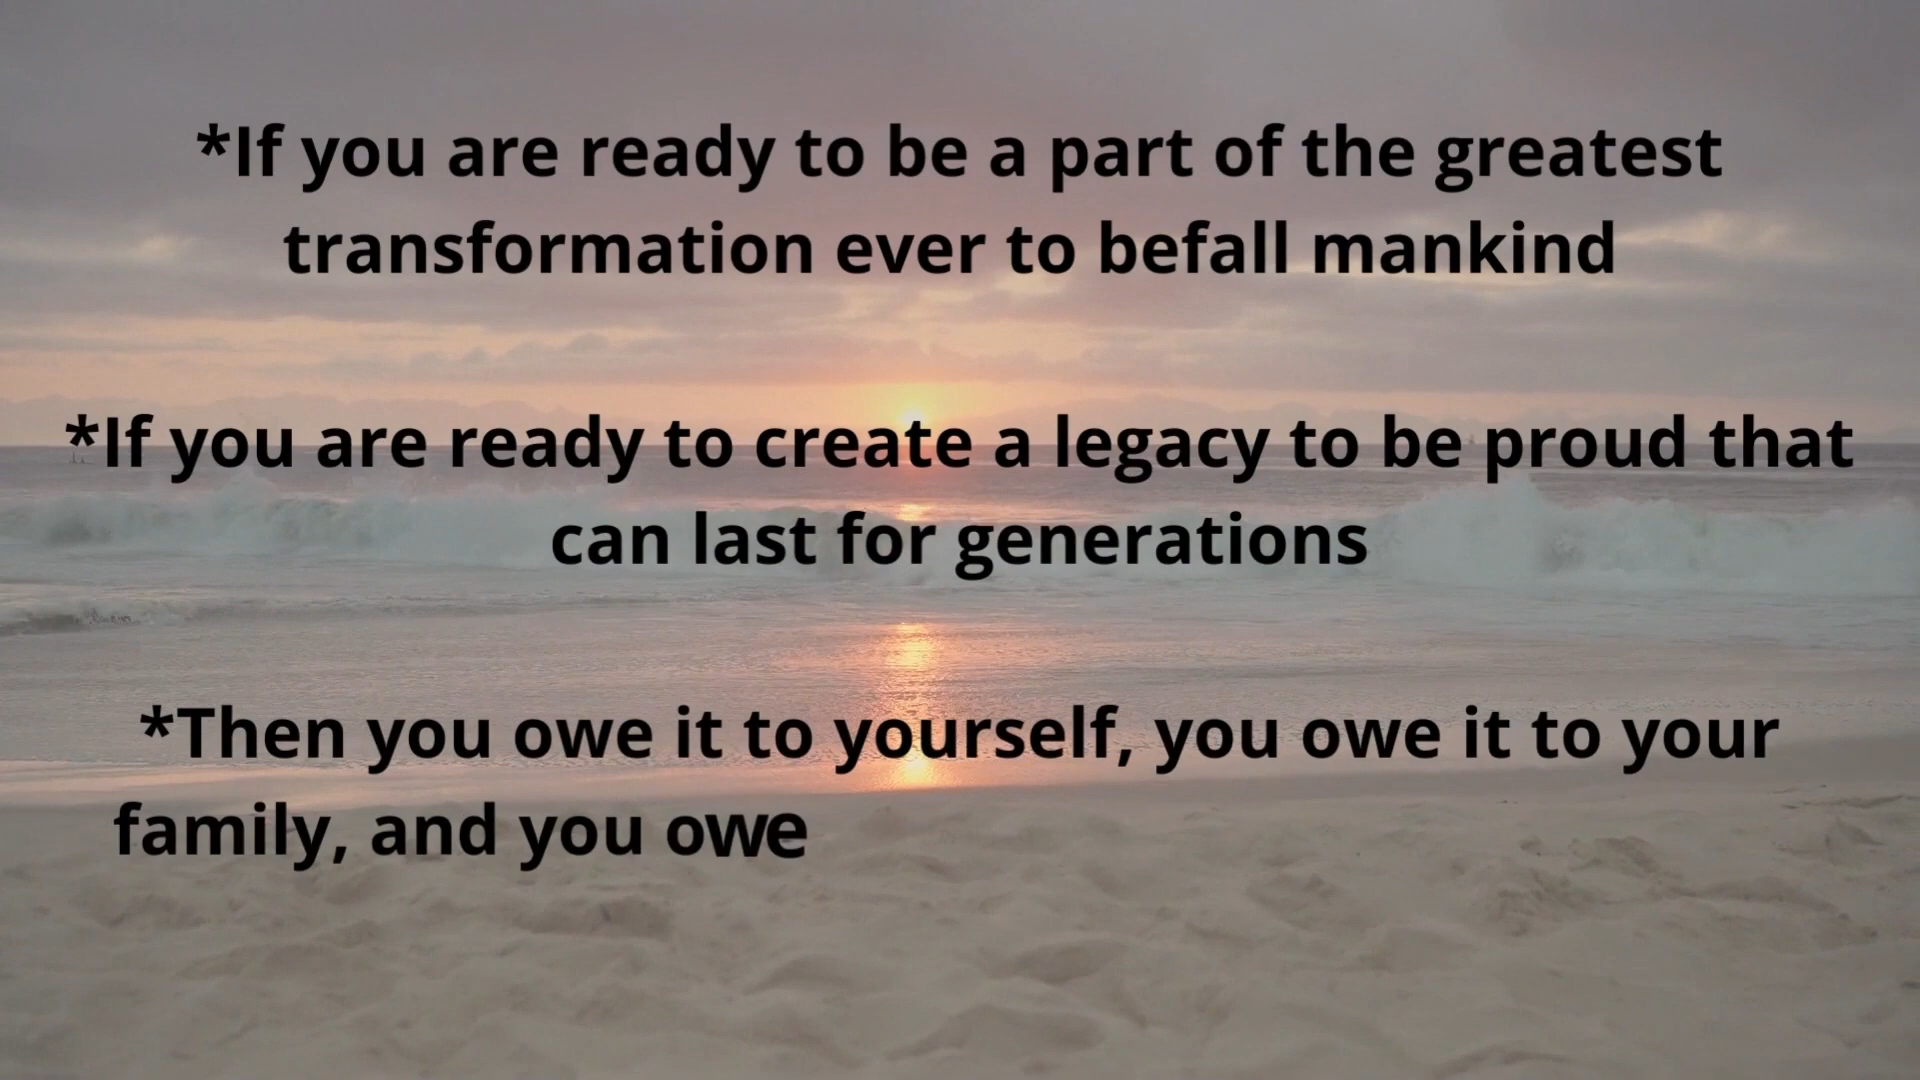 *If you are ready to be a part of the greatest
transformation ever to befall mankind
*If you are ready to create a legacy to be proud that
can last for generations
*Then you owe it to yourself, you owe it to your
family, and you owe